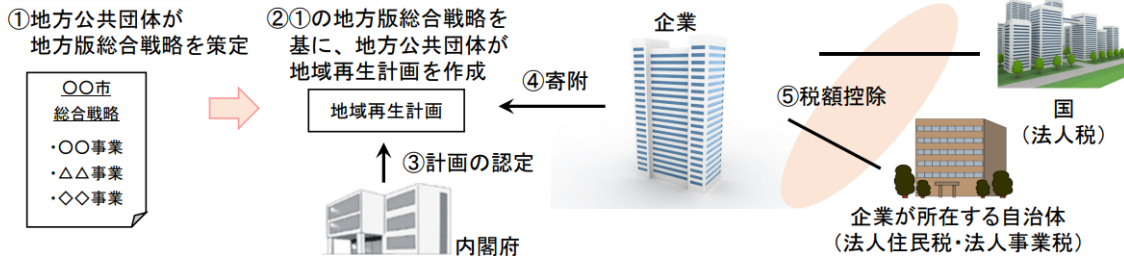 ①地方公共団体が
地方版総合戦略を策定
○○市
総合戦略
・○○事業
・△△事業
・◇◇事業
②①の地方版総合戦略を
基に、地方公共団体が
地域再生計画を作成
地域再生計画
③計画の認定
内閣府
④寄附
企業
⑤税額控除
国
(法人税)
企業が所在する自治体
(法人住民税・法人事業税)